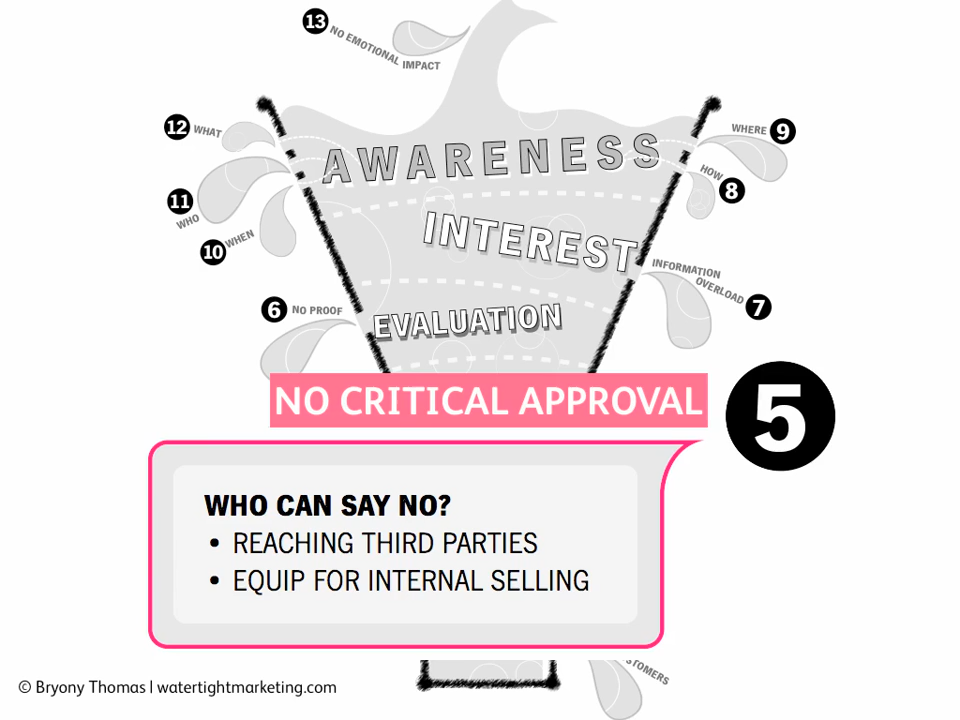 13
NO EMOTIONAL IMPACT
12 WHAT
WHERE 9
AWARENESS
HOW
8
11
WHO
INTEREST
10 WHEN
INFORMATION
OVERLOAD 7
6 NO PROOF
EVALUATION
NO CRITICAL APPROVAL
5
WHO CAN SAY NO?
• REACHING THIRD PARTIES
• EQUIP FOR INTERNAL SELLING
© Bryony Thomas | watertightmarketing.com